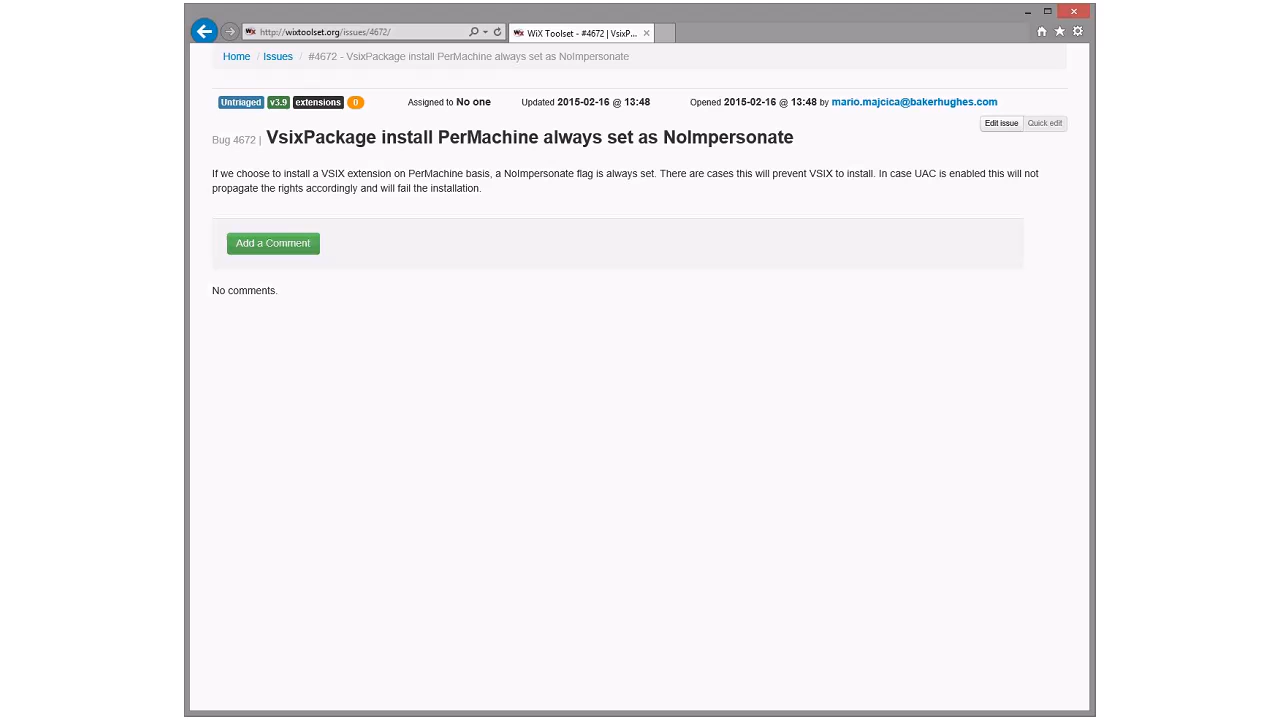 http://wixtoolset.org/issues/4672/
WiX Toolset - #4672 | VsixP...
Home / Issues / #4672 - VsixPackage install PerMachine always set as NoImpersonate
Untriaged v3.9 extensions 0 Assigned to No one Updated 2015-02-16 @ 13:48 Opened 2015-02-16 @ 13:48 by mario.majcica@bakerhughes.com
Edit issue Quick edit
Bug 4672 | VsixPackage install PerMachine always set as NoImpersonate
If we choose to install a VSIX extension on PerMachine basis, a NoImpersonate flag is always set. There are cases this will prevent VSIX to install. In case UAC is enabled this will not
propagate the rights accordingly and will fail the installation.
Add a Comment
No comments.